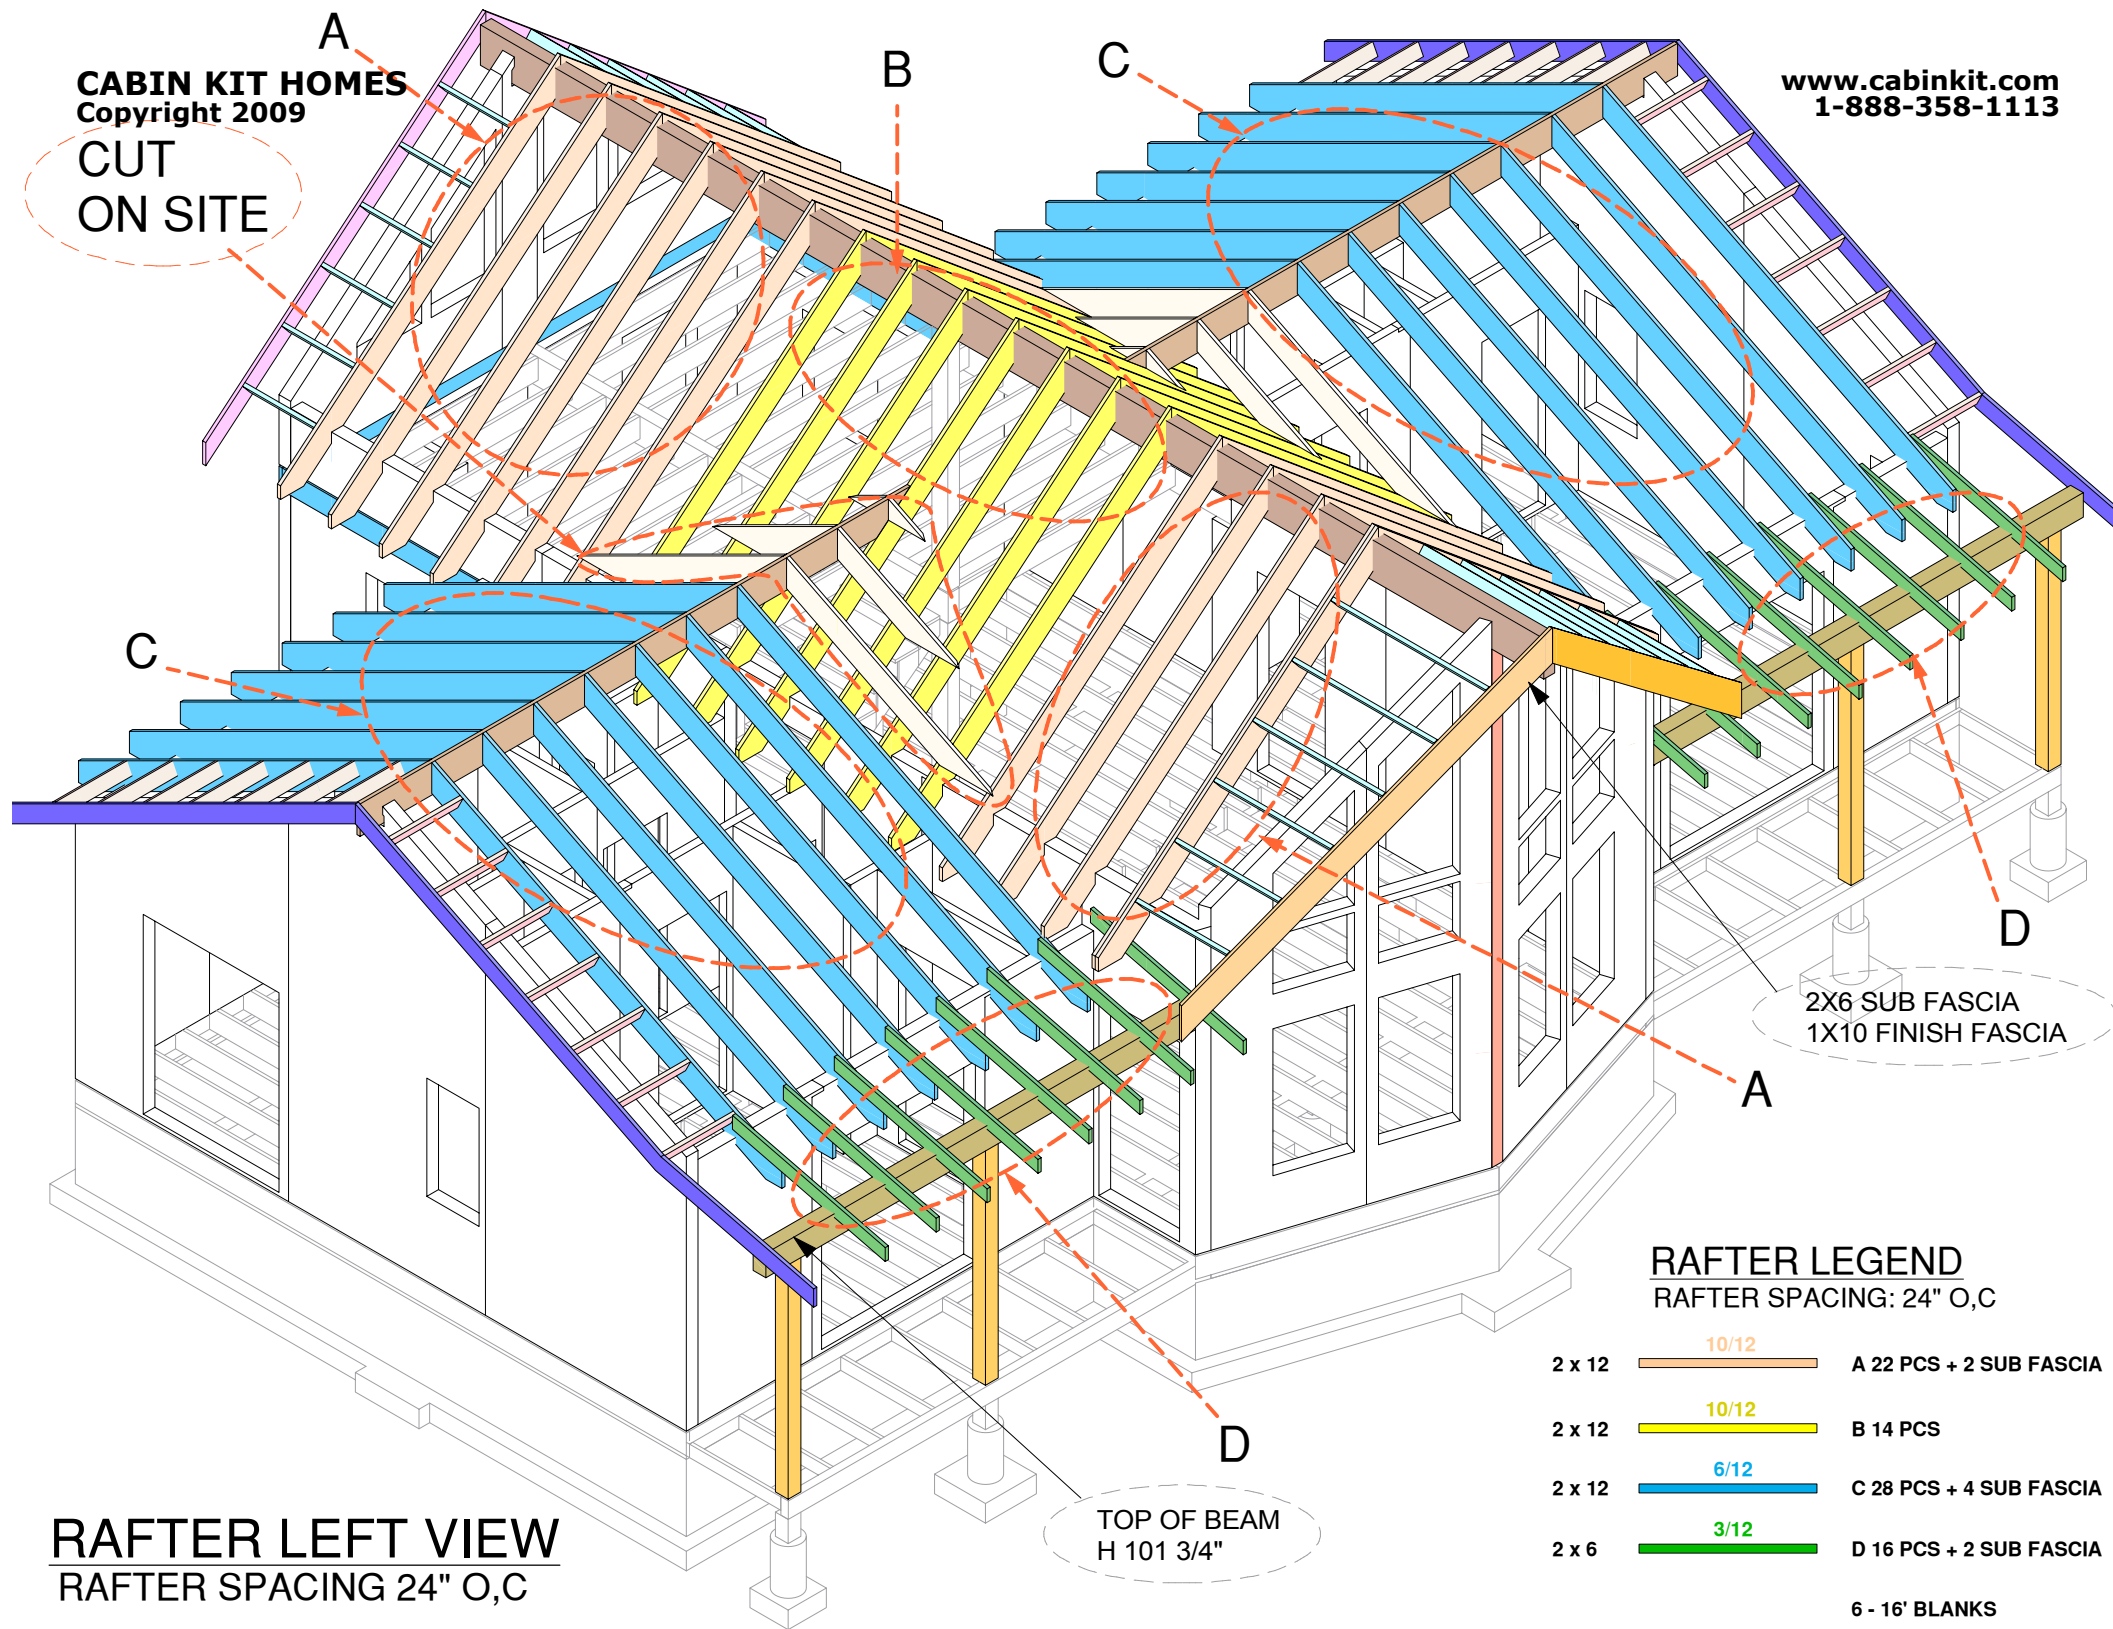 A
B
C
CABIN KIT HOMES
Copyright 2009
www.cabinkit.com
1-888-358-1113
CUT
ON SITE
C
D
2X6 SUB FASCIA
1X10 FINISH FASCIA
A
D
TOP OF BEAM
H 101 3/4"
RAFTER LEFT VIEW
RAFTER SPACING 24" O,C
RAFTER LEGEND
RAFTER SPACING: 24" O,C
10/12
2 x 12 A 22 PCS + 2 SUB FASCIA
10/12
2 x 12 B 14 PCS
6/12
2 x 12 C 28 PCS + 4 SUB FASCIA
3/12
2 x 6 D 16 PCS + 2 SUB FASCIA
6 - 16' BLANKS